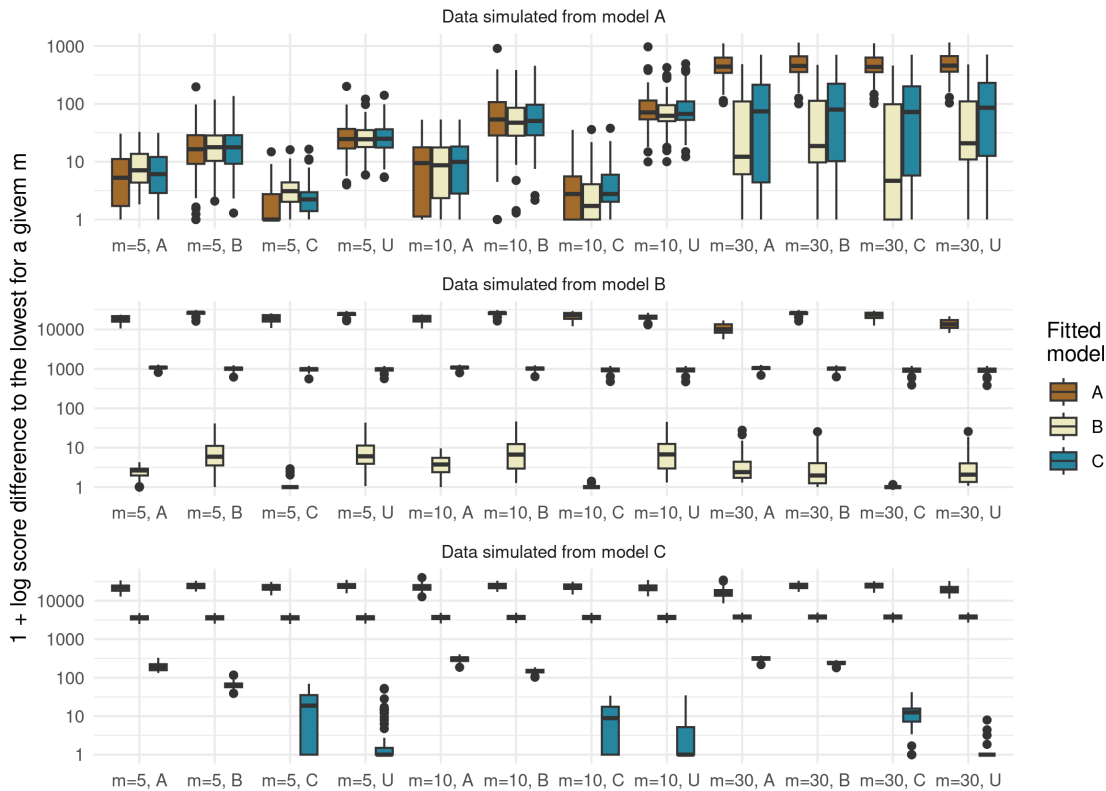 Data simulated from model A
1000
100
10
1
m=5, A m=5, B m=5, C m=5, U m=10, A m=10, B m=10, C m=10, U m=30, A m=30, B m=30, C m=30, U
Data simulated from model B
10000
1000
100
10
1
m=5, A m=5, B m=5, C m=5, U m=10, A m=10, B m=10, C m=10, U m=30, A m=30, B m=30, C m=30, U
Data simulated from model C
10000
1000
100
10
1
m=5, A m=5, B m=5, C m=5, U m=10, A m=10, B m=10, C m=10, U m=30, A m=30, B m=30, C m=30, U
1 + log score difference to the lowest for a givem m
Fitted
model
A
B
C